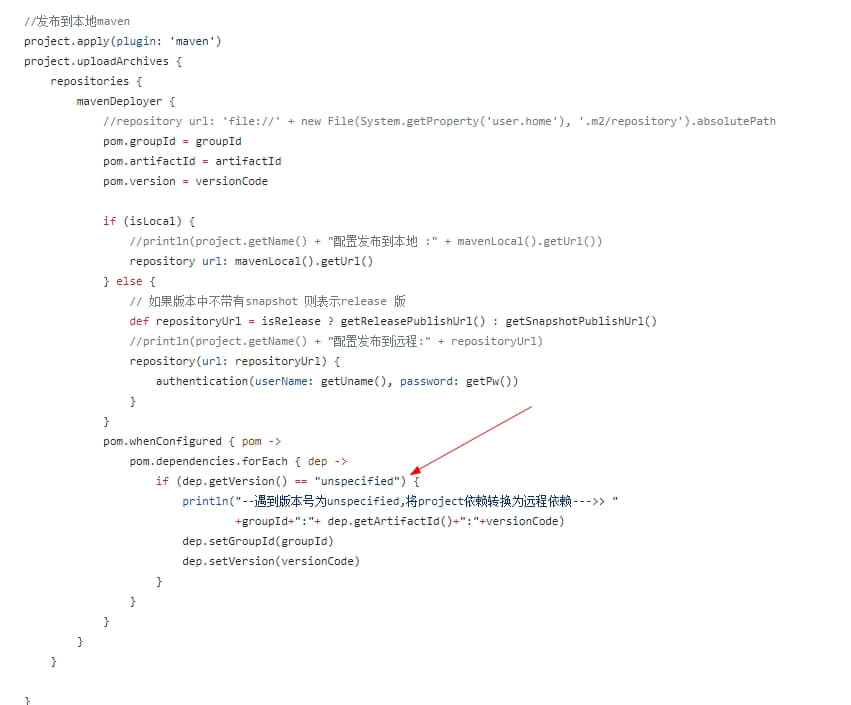 //发布到本地maven
project.apply(plugin: 'maven')
project.uploadArchives {
    repositories {
        mavenDeployer {
            //repository url: 'file://' + new File(System.getProperty('user.home'), '.m2/repository').absolutePath
            pom.groupId = groupId
            pom.artifactId = artifactId
            pom.version = versionCode

            if (isLocal) {
                //println(project.getName() + "配置发布到本地 :" + mavenLocal().getUrl())
                repository url: mavenLocal().getUrl()
            } else {
                // 如果版本中不带有snapshot 则表示release 版
                def repositoryUrl = isRelease ? getReleasePublishUrl() : getSnapshotPublishUrl()
                //println(project.getName() + "配置发布到远程:" + repositoryUrl)
                repository(url: repositoryUrl) {
                    authentication(userName: getUname(), password: getPw())
                }
            }
            pom.whenConfigured { pom ->
                pom.dependencies.forEach { dep ->
                    if (dep.getVersion() == "unspecified") {
                        println("--遇到版本号为unspecified,将project依赖转换为远程依赖--->> "
                                +groupId+":"+ dep.getArtifactId()+":"+versionCode)
                        dep.setGroupId(groupId)
                        dep.setVersion(versionCode)
                    }
                }
            }
        }
    }

}